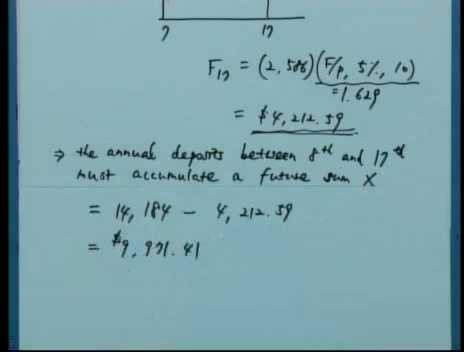 7 17
F₁₇ = (2,586)(F/P, 5%, 10)
=1.629
= $4,212.59
⇒ the annual deposits between 8th and 17th
must accumulate a future sum X
= 14,184 - 4,212.59
= $9,971.41